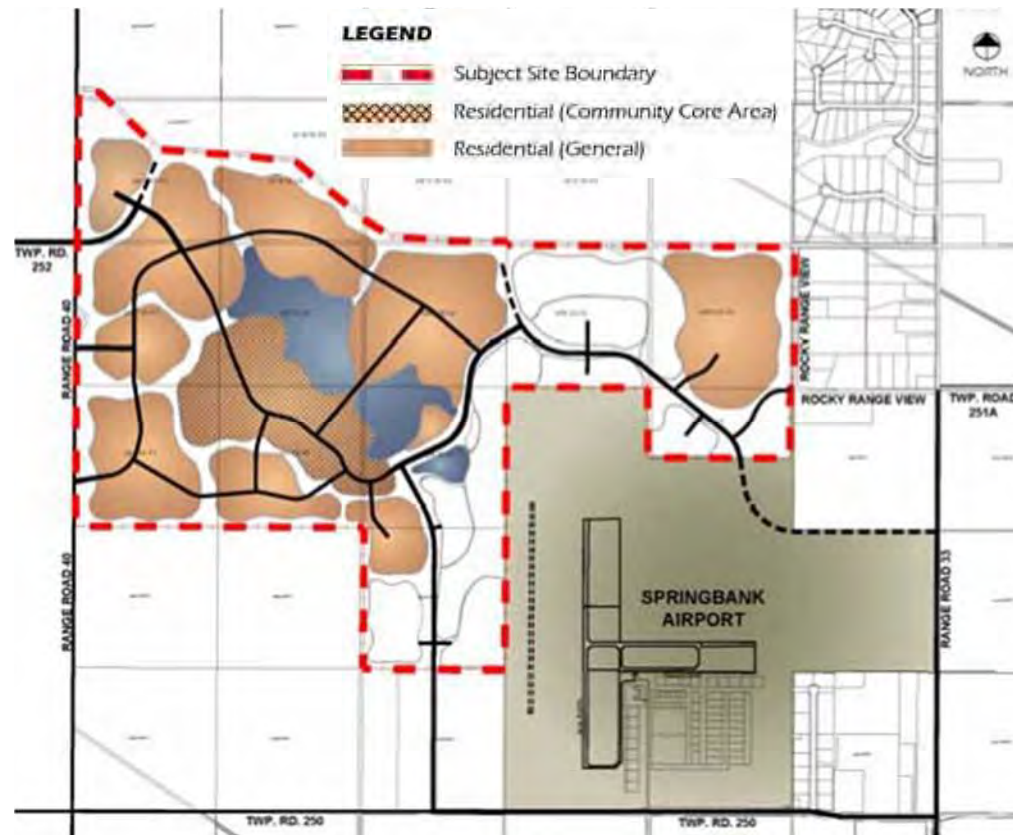 LEGEND
Subject Site Boundary
Residential (Community Core Area)
Residential (General)
NORTH
TWP. RD.
252
RANGE ROAD 40
ROCKY RANGE VIEW
ROCKY RANGE VIEW
TWP. ROAD
251A
RANGE ROAD 40
SPRINGBANK
AIRPORT
RANGE ROAD 33
TWP. RD. 250
TWP. RD. 250